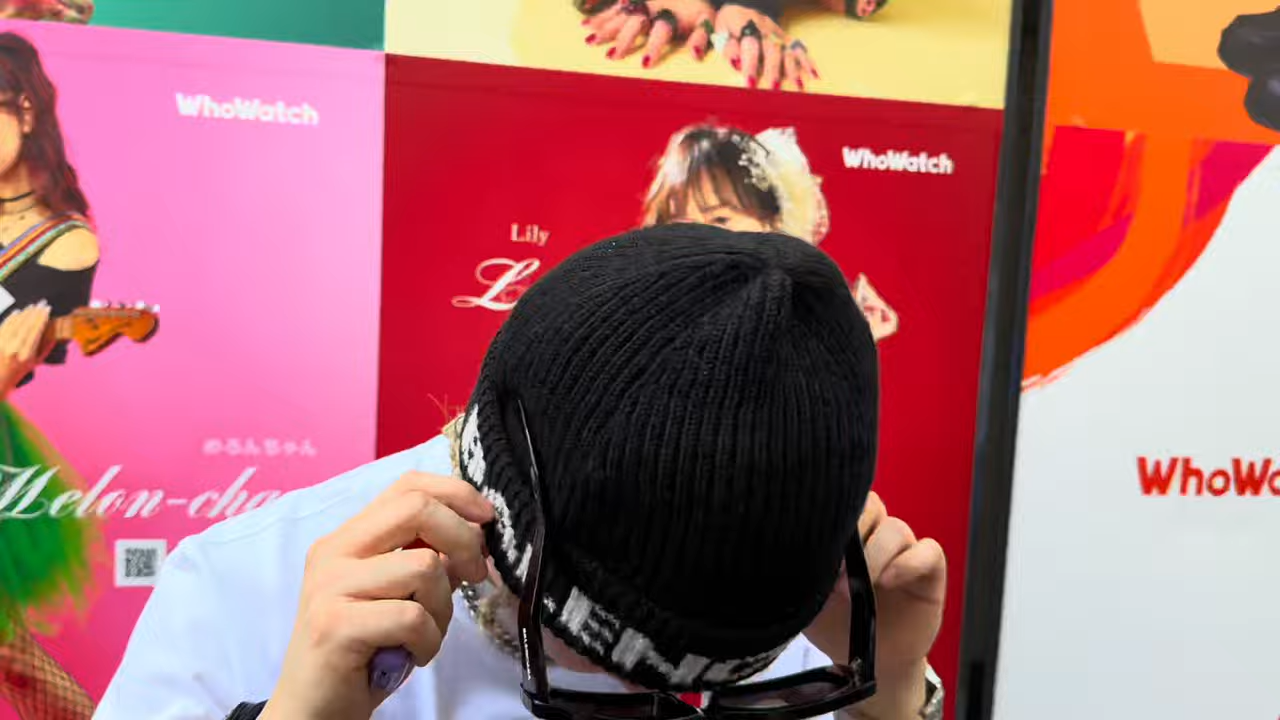 WhoWatch
WhoWatch
Lily
めろんちゃん
Melon-cha
WhoWa